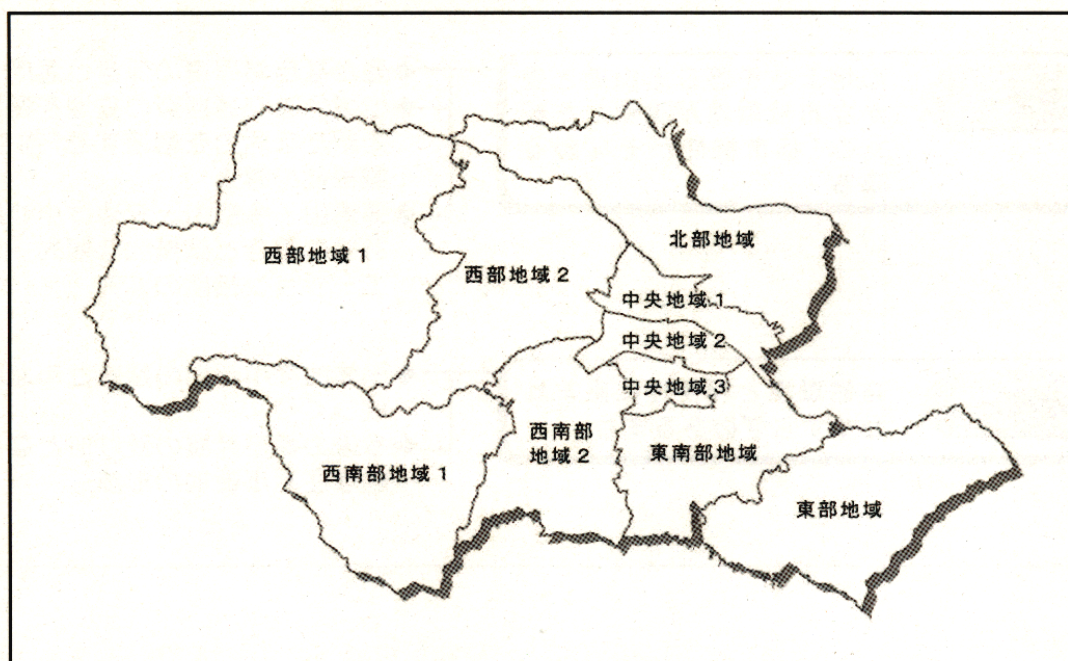 北部地域
西部地域1
西部地域2
中央地域1
中央地域2
中央地域3
西南部
地域2
東南部地域
西南部地域1
東部地域